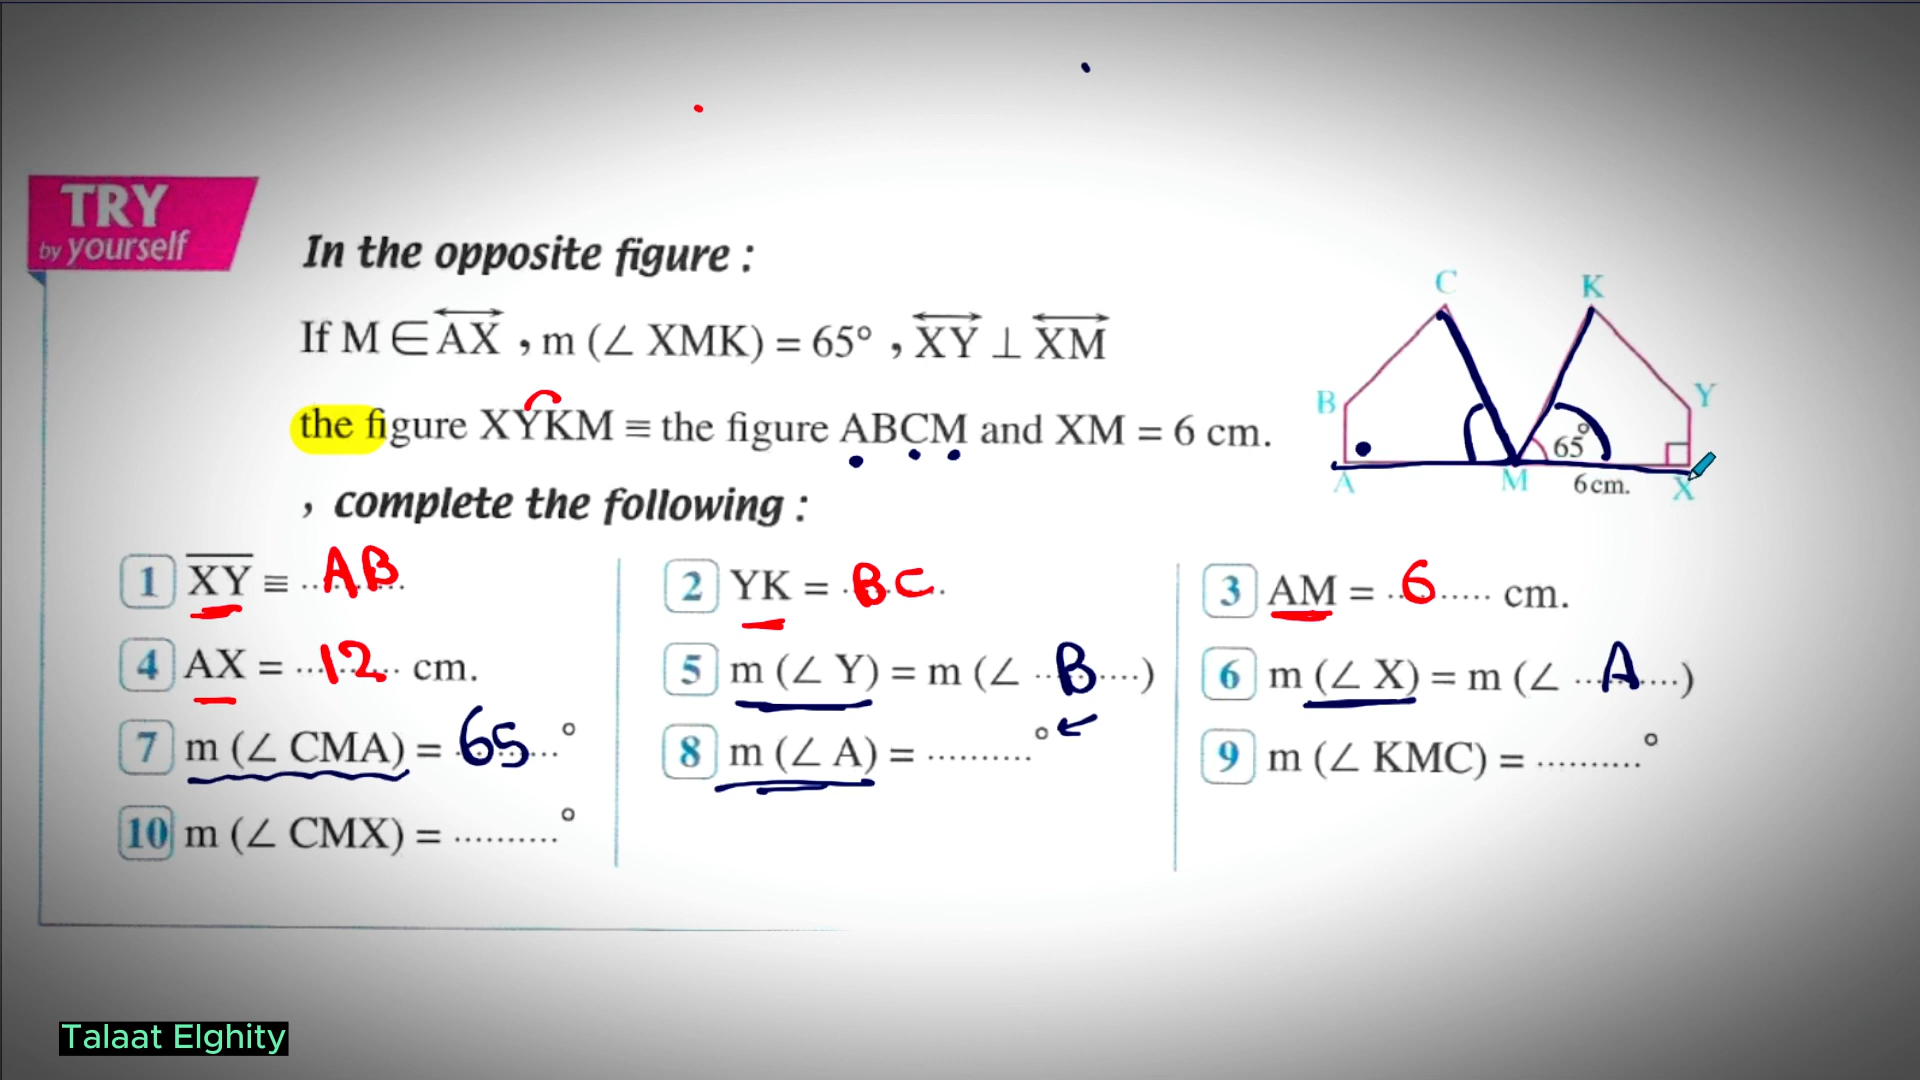 TRY
by yourself
In the opposite figure :
If M ∈ AX , m (∠ XMK) = 65° , XY ⊥ XM
the figure XYKM ≡ the figure ABCM and XM = 6 cm.
, complete the following :
C K
B Y
65°
A M 6 cm. X
1 XY ≡ AB
2 YK = BC
3 AM = 6 cm.
4 AX = 12 cm.
5 m (∠ Y) = m (∠ B )
6 m (∠ X) = m (∠ A )
7 m (∠ CMA) = 65 °
8 m (∠ A) = .......... °
9 m (∠ KMC) = .......... °
10 m (∠ CMX) = .......... °
Talaat Elghity